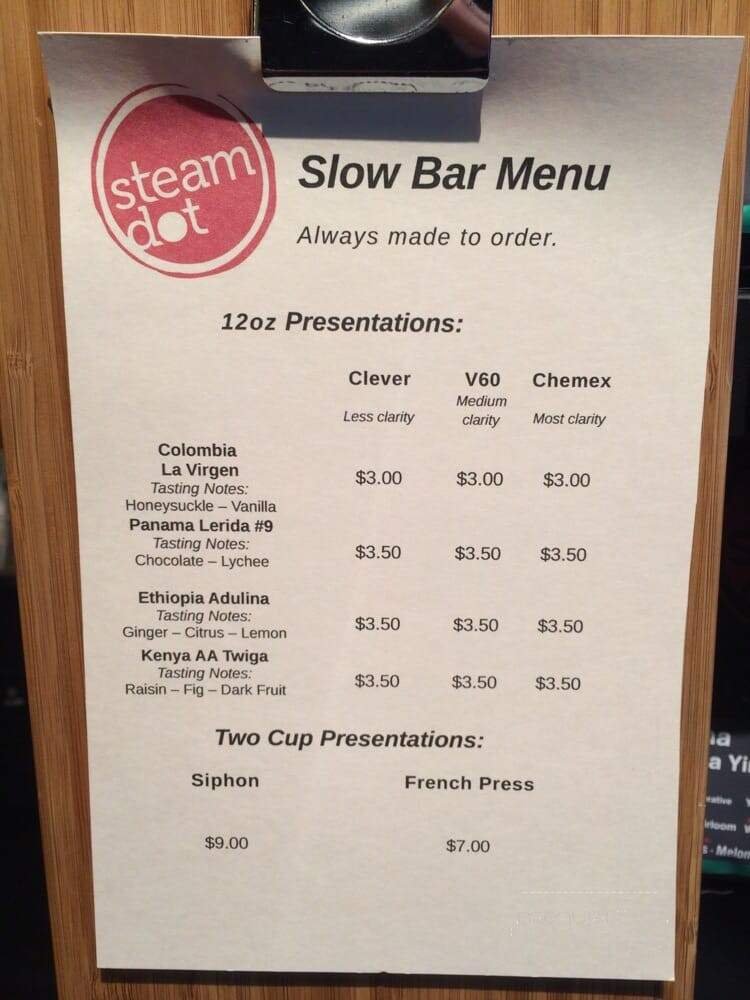 steam
dot
Slow Bar Menu
Always made to order.
12oz Presentations:
Clever V60 Chemex
Less clarity Medium clarity Most clarity
Colombia
La Virgen
Tasting Notes:
Honeysuckle – Vanilla
$3.00 $3.00 $3.00
Panama Lerida #9
Tasting Notes:
Chocolate – Lychee
$3.50 $3.50 $3.50
Ethiopia Adulina
Tasting Notes:
Ginger – Citrus – Lemon
$3.50 $3.50 $3.50
Kenya AA Twiga
Tasting Notes:
Raisin – Fig – Dark Fruit
$3.50 $3.50 $3.50
Two Cup Presentations:
Siphon French Press
$9.00 $7.00